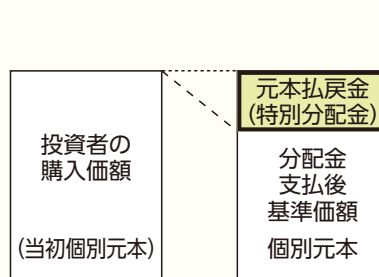 投資者の
購入価額
(当初個別元本)
元本払戻金
(特別分配金)
分配金
支払後
基準価額
個別元本